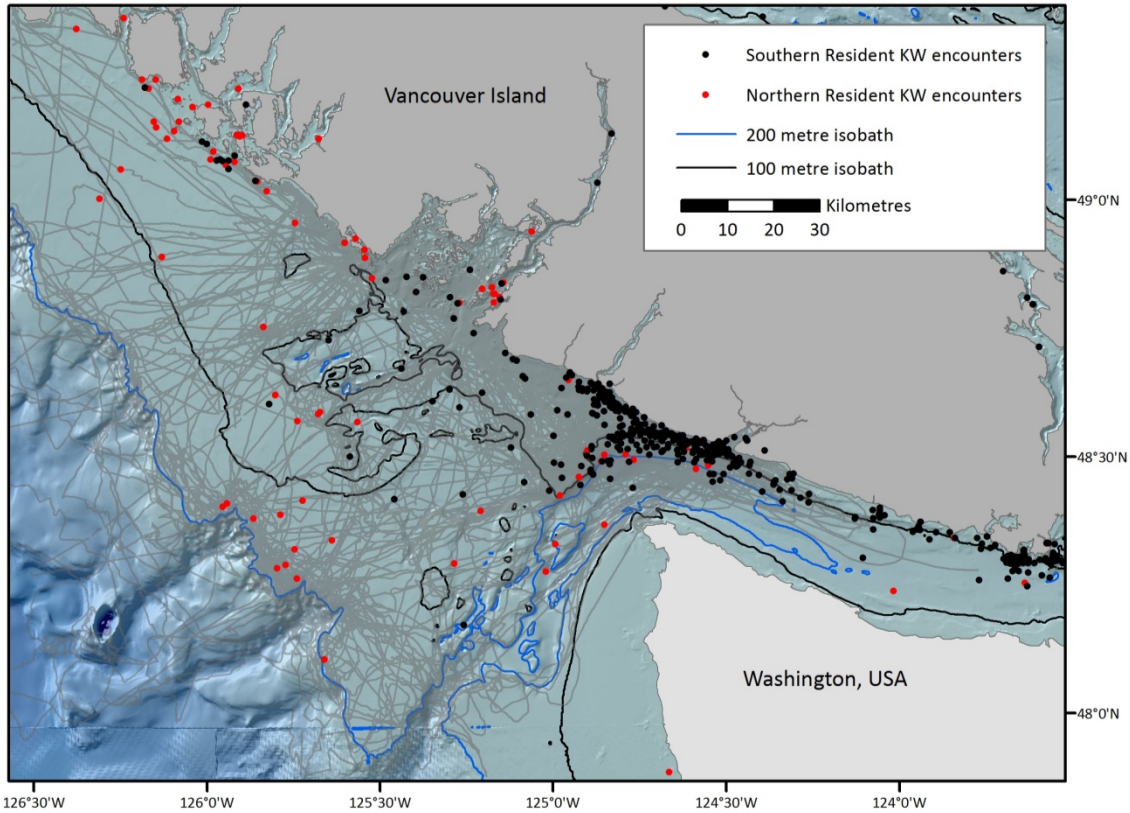 Vancouver Island
Southern Resident KW encounters
Northern Resident KW encounters
200 metre isobath
100 metre isobath
Kilometres
0 10 20 30
49°0'N
48°30'N
Washington, USA
48°0'N
126°30'W 126°0'W 125°30'W 125°0'W 124°30'W 124°0'W